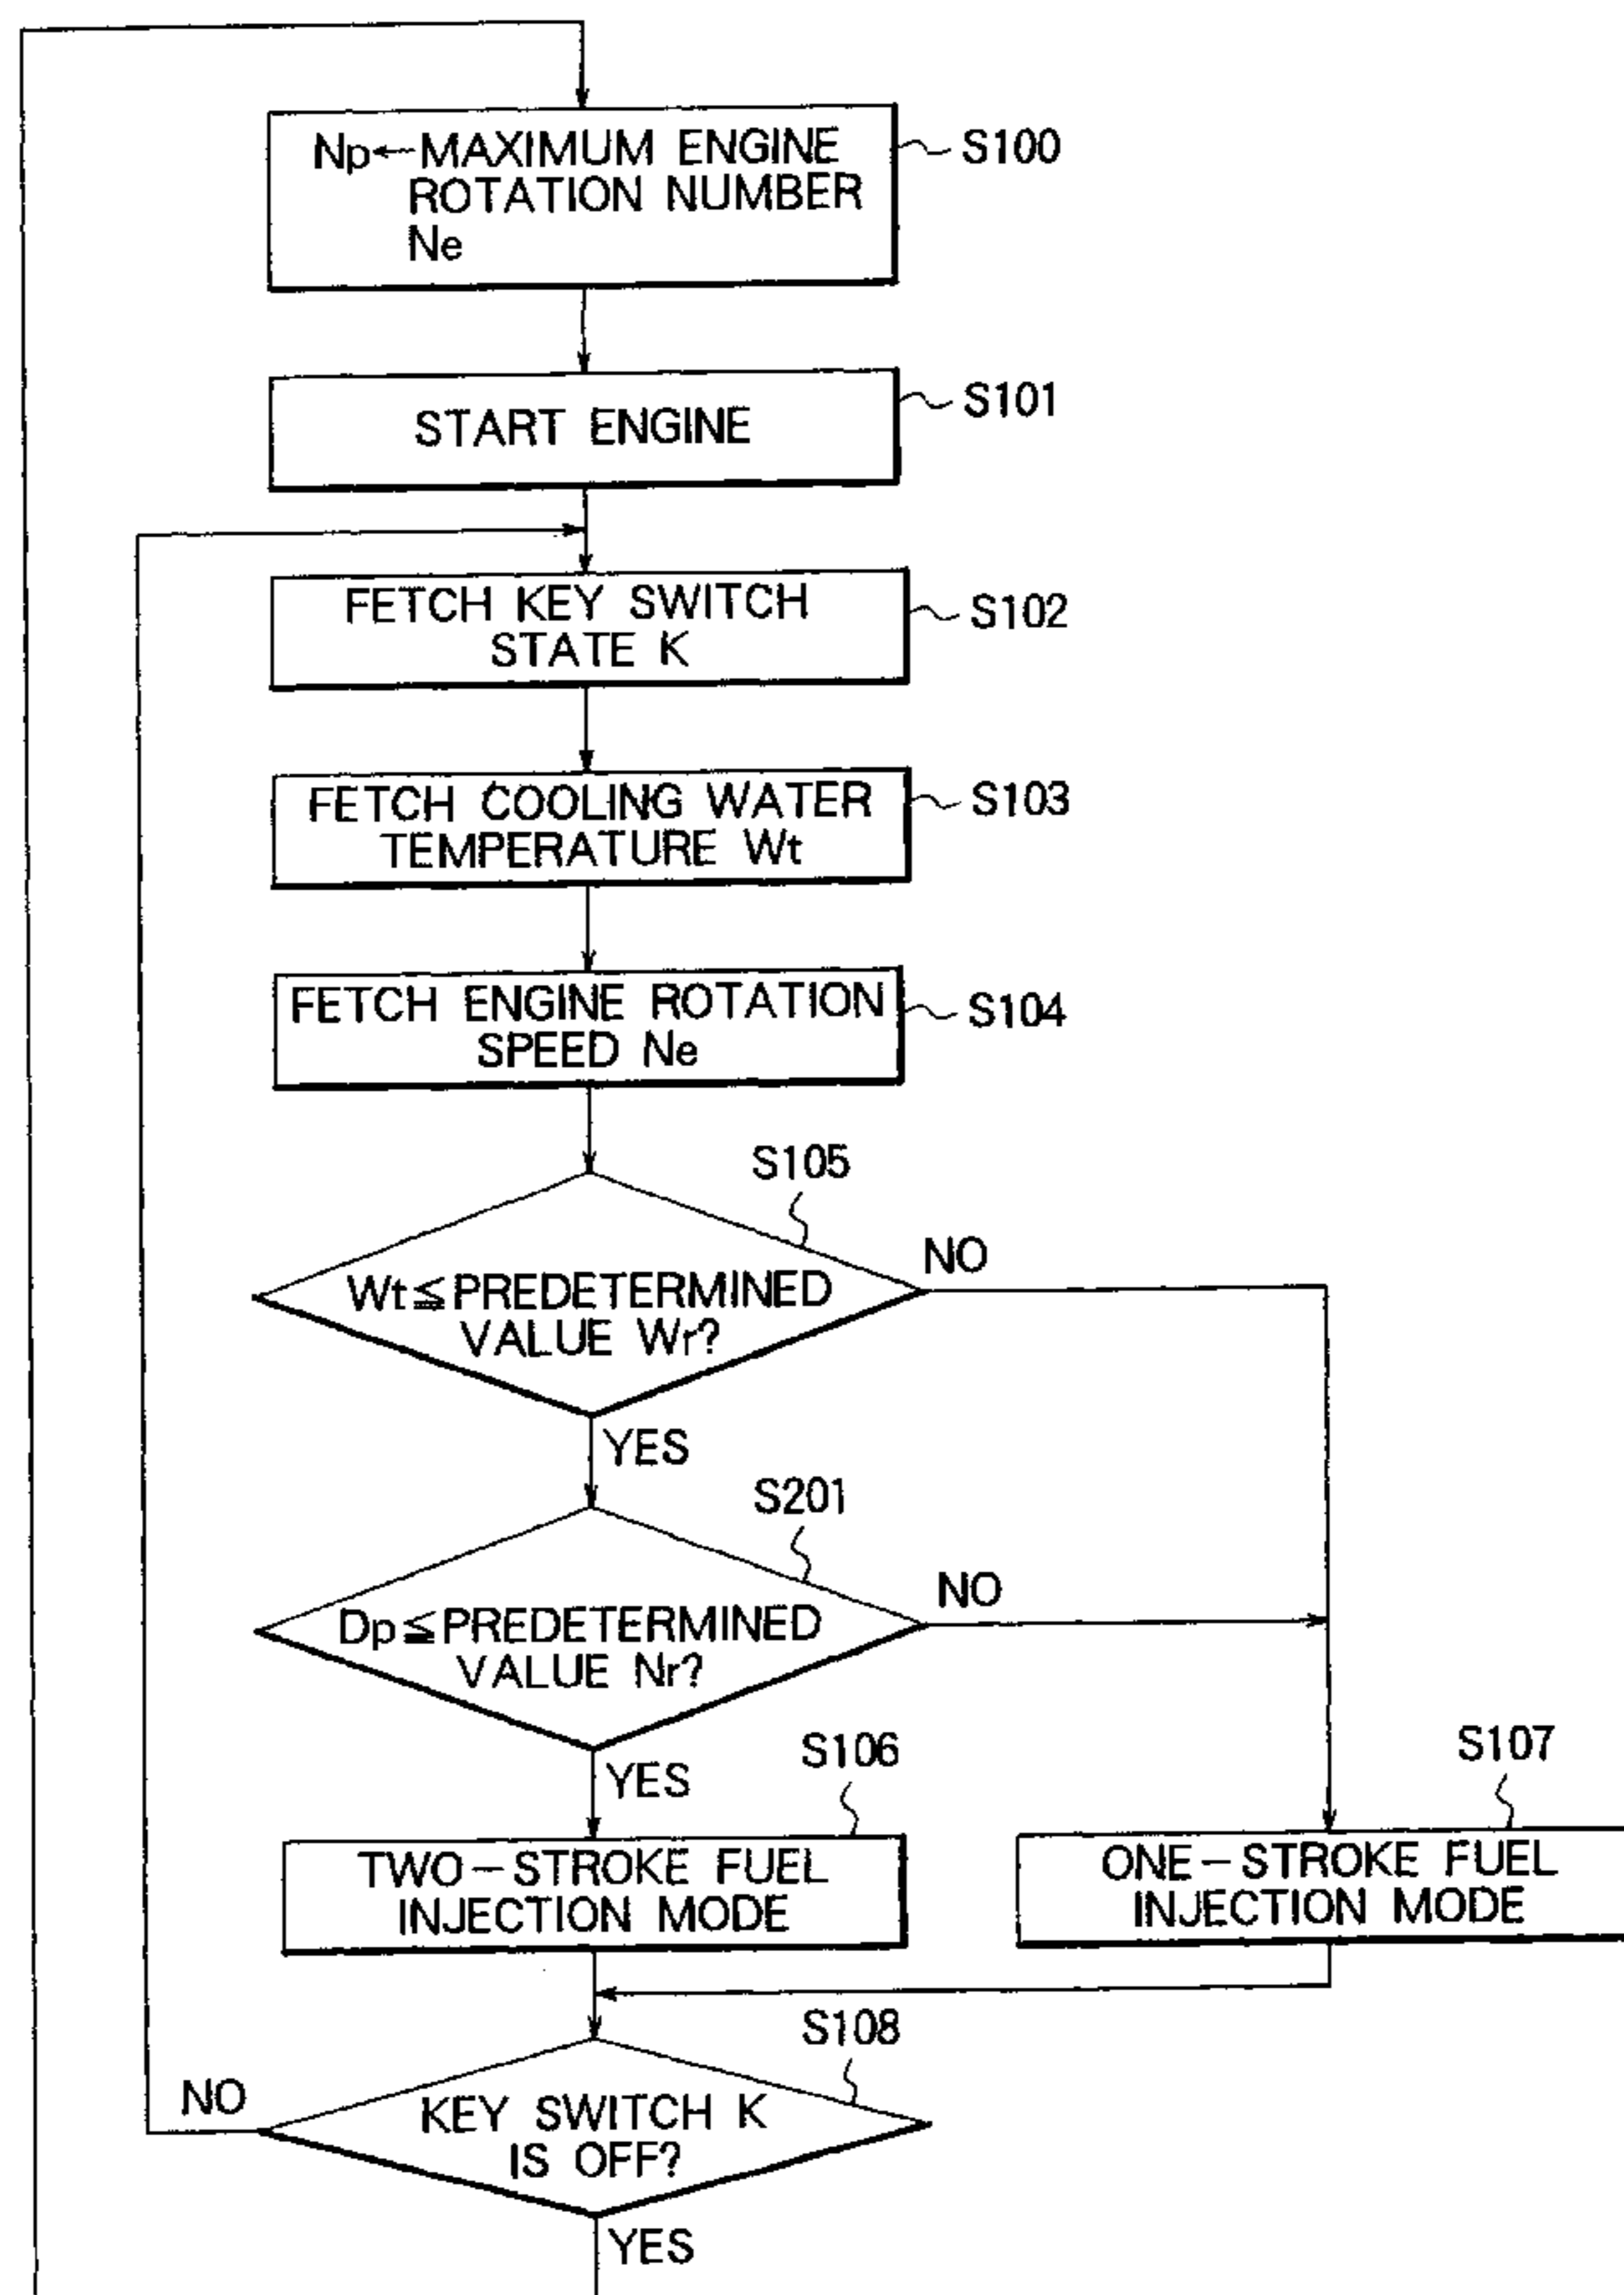 Np←MAXIMUM ENGINE
ROTATION NUMBER
Ne
S100
START ENGINE
S101
FETCH KEY SWITCH
STATE K
S102
FETCH COOLING WATER
TEMPERATURE Wt
S103
FETCH ENGINE ROTATION
SPEED Ne
S104
S105
Wt≦PREDETERMINED
VALUE Wr?
NO
YES
S201
Dp≦PREDETERMINED
VALUE Nr?
NO
YES
S106
TWO-STROKE FUEL
INJECTION MODE
S107
ONE-STROKE FUEL
INJECTION MODE
S108
KEY SWITCH K
IS OFF?
NO
YES